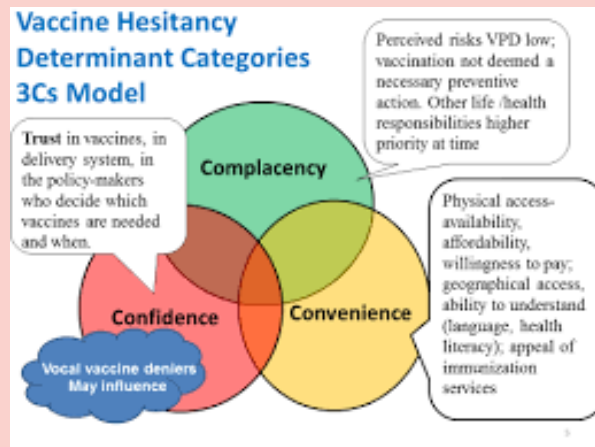 Vaccine Hesitancy
Determinant Categories
3Cs Model
Perceived risks VPD low;
vaccination not deemed a
necessary preventive
action. Other life /health
responsibilities higher
priority at time
Trust in vaccines, in
delivery system, in
the policy-makers
who decide which
vaccines are needed
and when.
Complacency
Physical access-
availability,
affordability,
willingness to pay;
geographical access,
ability to understand
(language, health
literacy); appeal of
immunization
services
Confidence
Convenience
Vocal vaccine deniers
May influence